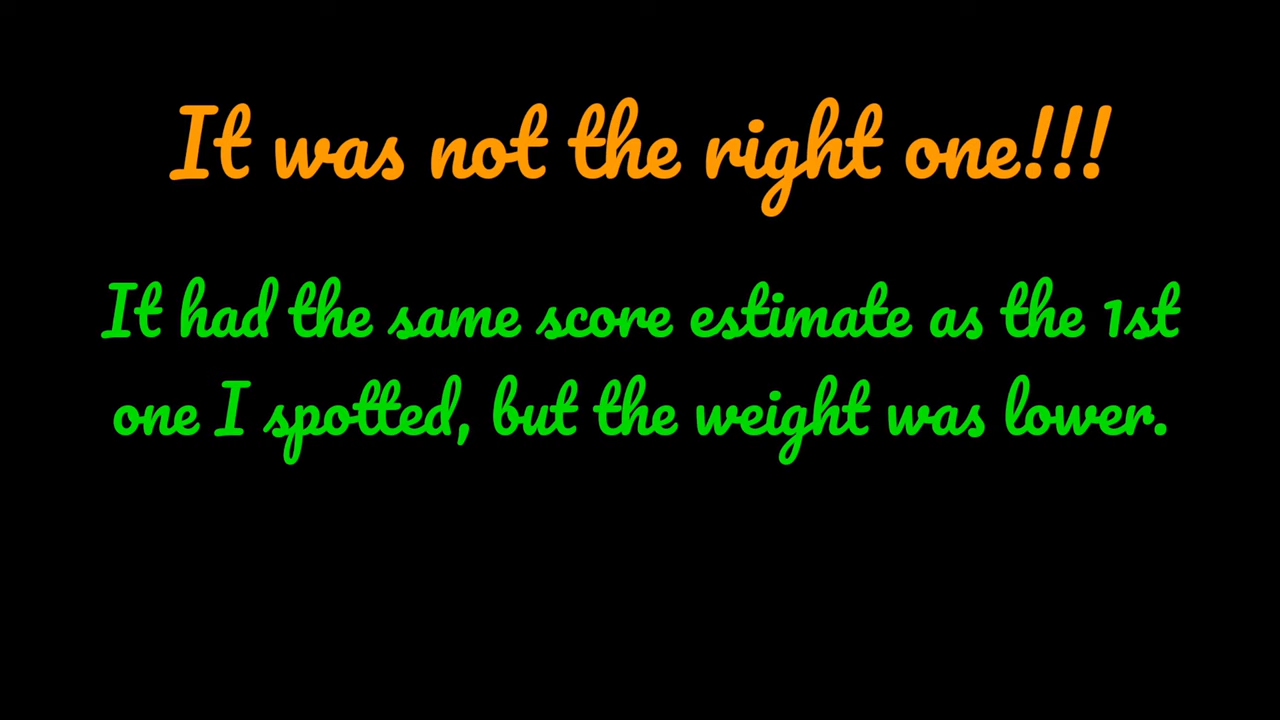 It was not the right one!!!
It had the same score estimate as the 1st
one I spotted, but the weight was lower.